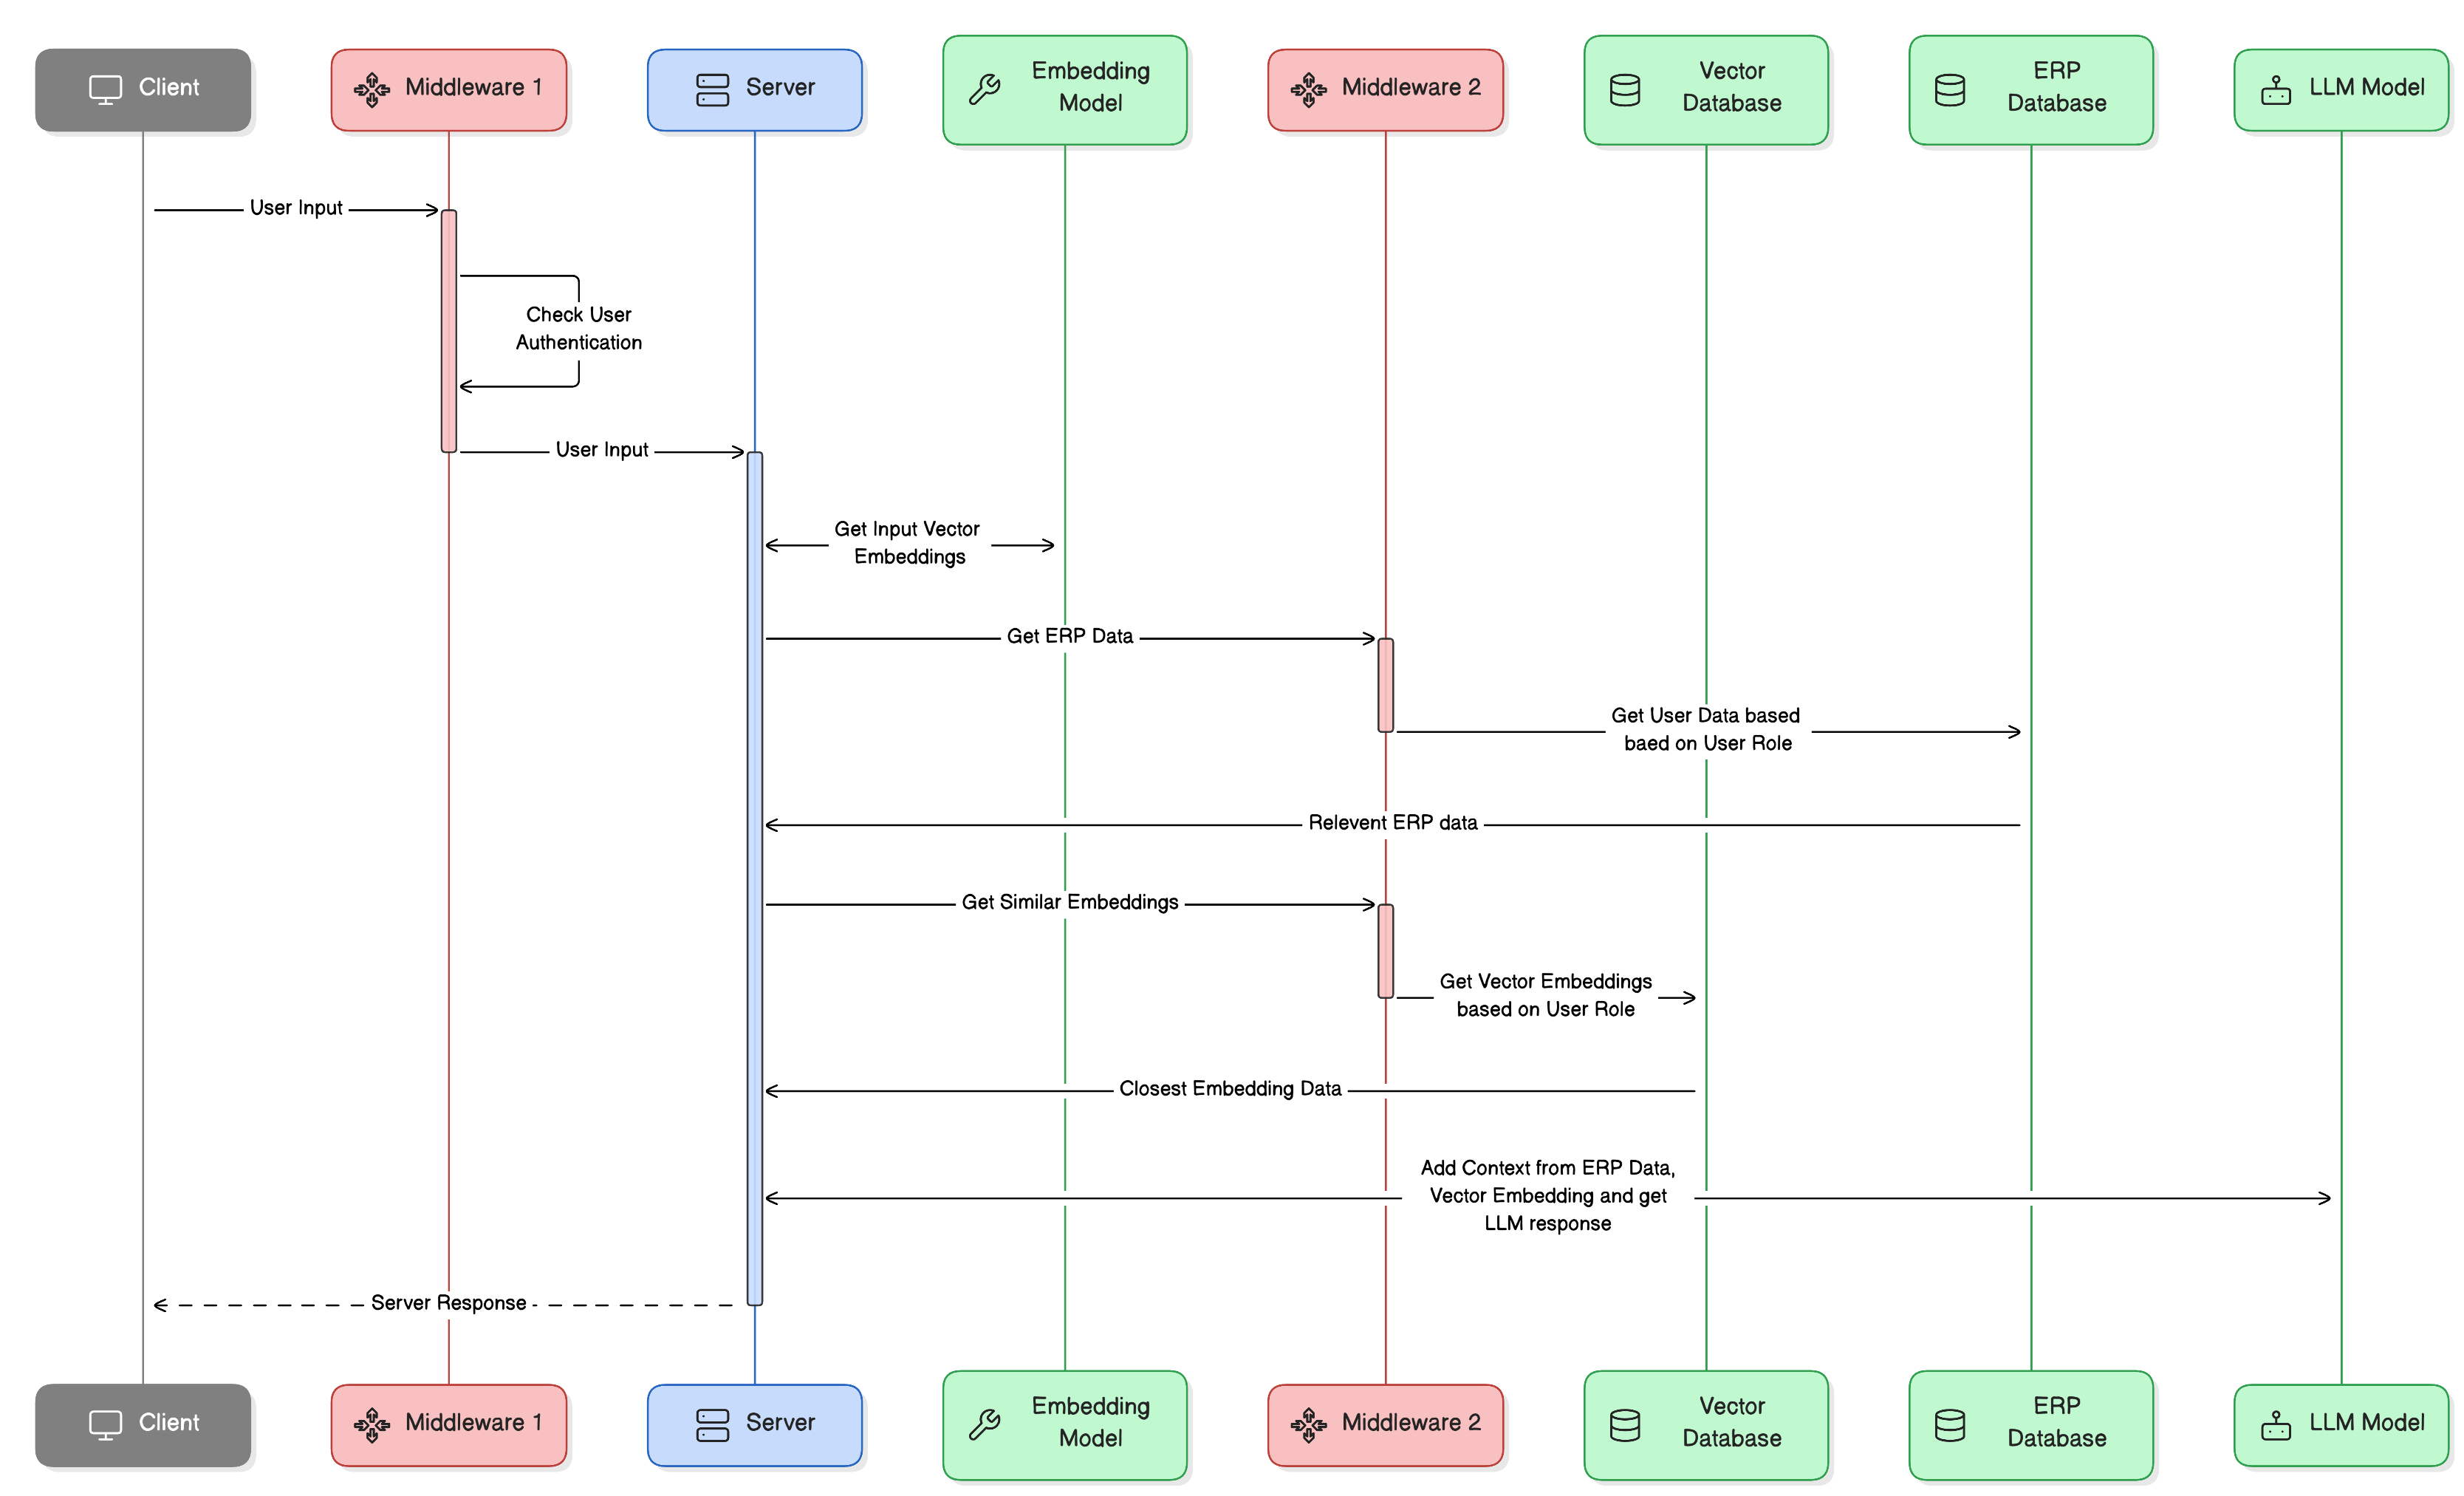 Client
Middleware 1
Server
Embedding
Model
Middleware 2
Vector
Database
ERP
Database
LLM Model
User Input
Check User
Authentication
User Input
Get Input Vector
Embeddings
Get ERP Data
Get User Data based
baed on User Role
Relevent ERP data
Get Similar Embeddings
Get Vector Embeddings
based on User Role
Closest Embedding Data
Add Context from ERP Data,
Vector Embedding and get
LLM response
Server Response
Client
Middleware 1
Server
Embedding
Model
Middleware 2
Vector
Database
ERP
Database
LLM Model